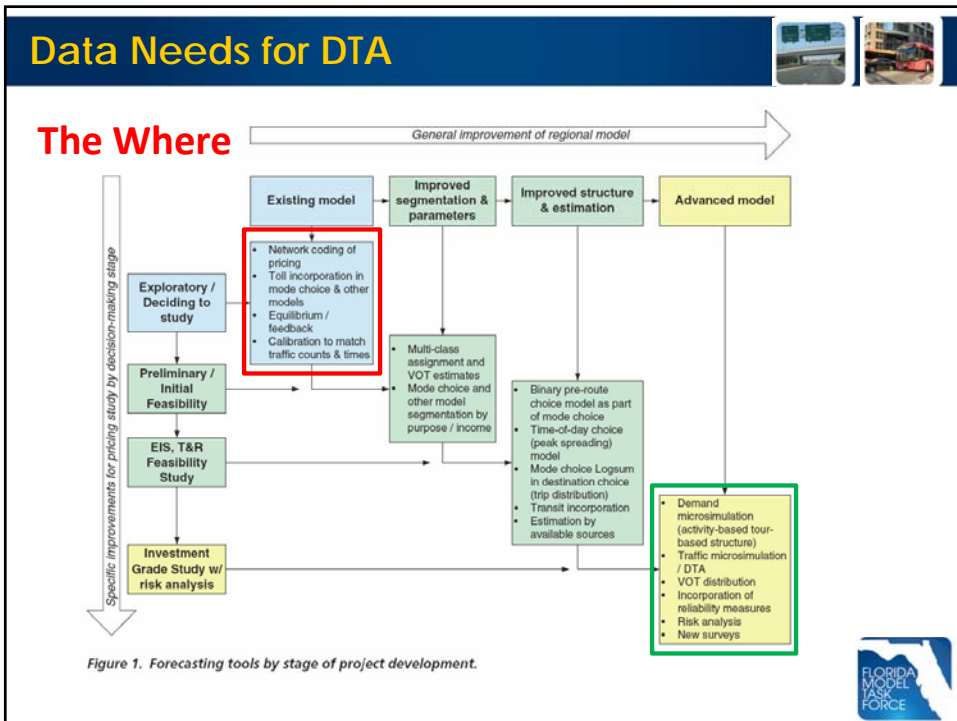 Data Needs for DTA
The Where
General improvement of regional model
Specific improvements for pricing study by decision-making stage
Existing model
Improved
segmentation &
parameters
Improved structure
& estimation
Advanced model
Exploratory /
Deciding to
study
• Network coding of
pricing
• Toll incorporation in
mode choice & other
models
• Equilibrium /
feedback
• Calibration to match
traffic counts & times
Preliminary /
Initial
Feasibility
• Multi-class
assignment and
VOT estimates
• Mode choice and
other model
segmentation by
purpose / income
EIS, T&R
Feasibility
Study
• Binary pre-route
choice model as part
of mode choice
• Time-of-day choice
(peak spreading)
model
• Mode choice Logsum
in destination choice
(trip distribution)
• Transit incorporation
• Estimation by
available sources
Investment
Grade Study w/
risk analysis
• Demand
microsimulation
(activity-based tour-
based structure)
• Traffic microsimulation
/ DTA
• VOT distribution
• Incorporation of
reliability measures
• Risk analysis
• New surveys
Figure 1. Forecasting tools by stage of project development.
FLORIDA
MODEL
TASK
FORCE